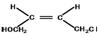 H H
C = C
HOCH₂ CH₂Cl